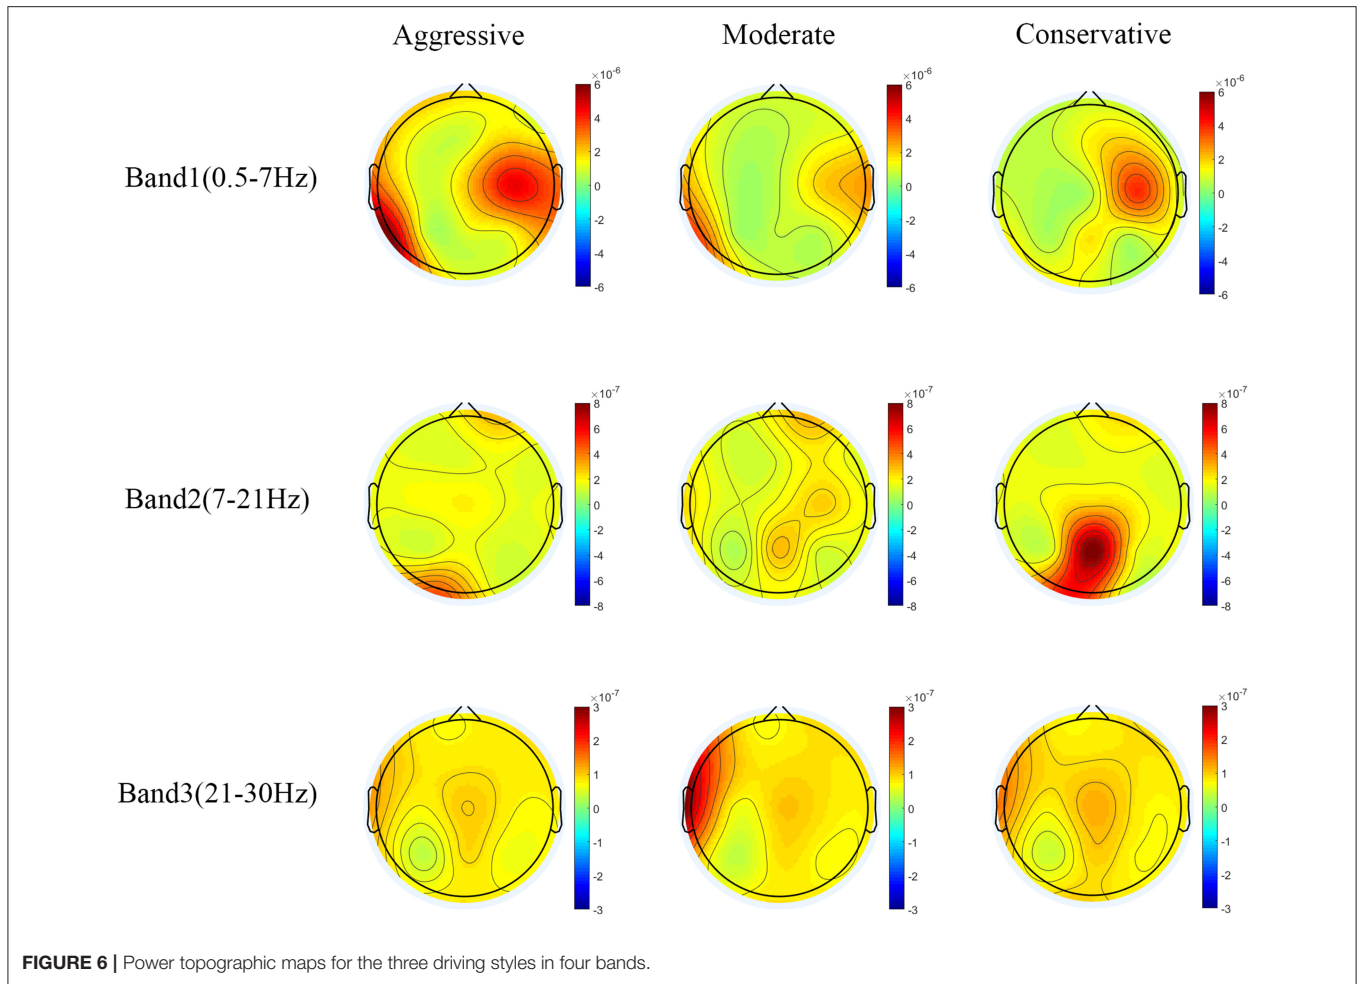 Aggressive Moderate Conservative
×10⁻⁶ ×10⁻⁶ ×10⁻⁶
Band1(0.5-7Hz)
6 4 2 0 -2 -4 -6
6 4 2 0 -2 -4 -6
6 4 2 0 -2 -4 -6
×10⁻⁷ ×10⁻⁷ ×10⁻⁷
Band2(7-21Hz)
8 6 4 2 0 -2 -4 -6 -8
8 6 4 2 0 -2 -4 -6 -8
8 6 4 2 0 -2 -4 -6 -8
×10⁻⁷ ×10⁻⁷ ×10⁻⁷
Band3(21-30Hz)
3 2 1 0 -1 -2 -3
3 2 1 0 -1 -2 -3
3 2 1 0 -1 -2 -3
FIGURE 6 | Power topographic maps for the three driving styles in four bands.